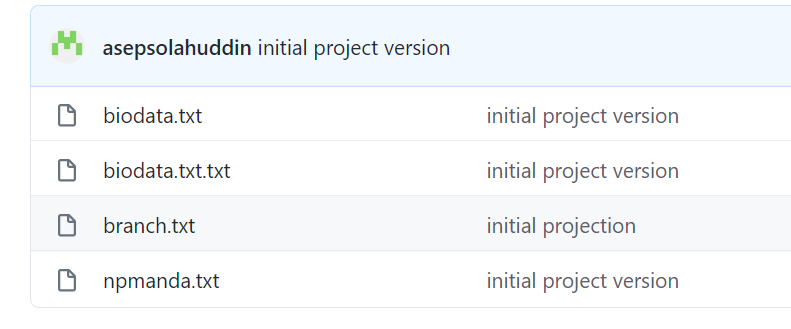 asepsolahuddin initial project version
biodata.txt initial project version
biodata.txt.txt initial project version
branch.txt initial projection
npmanda.txt initial project version